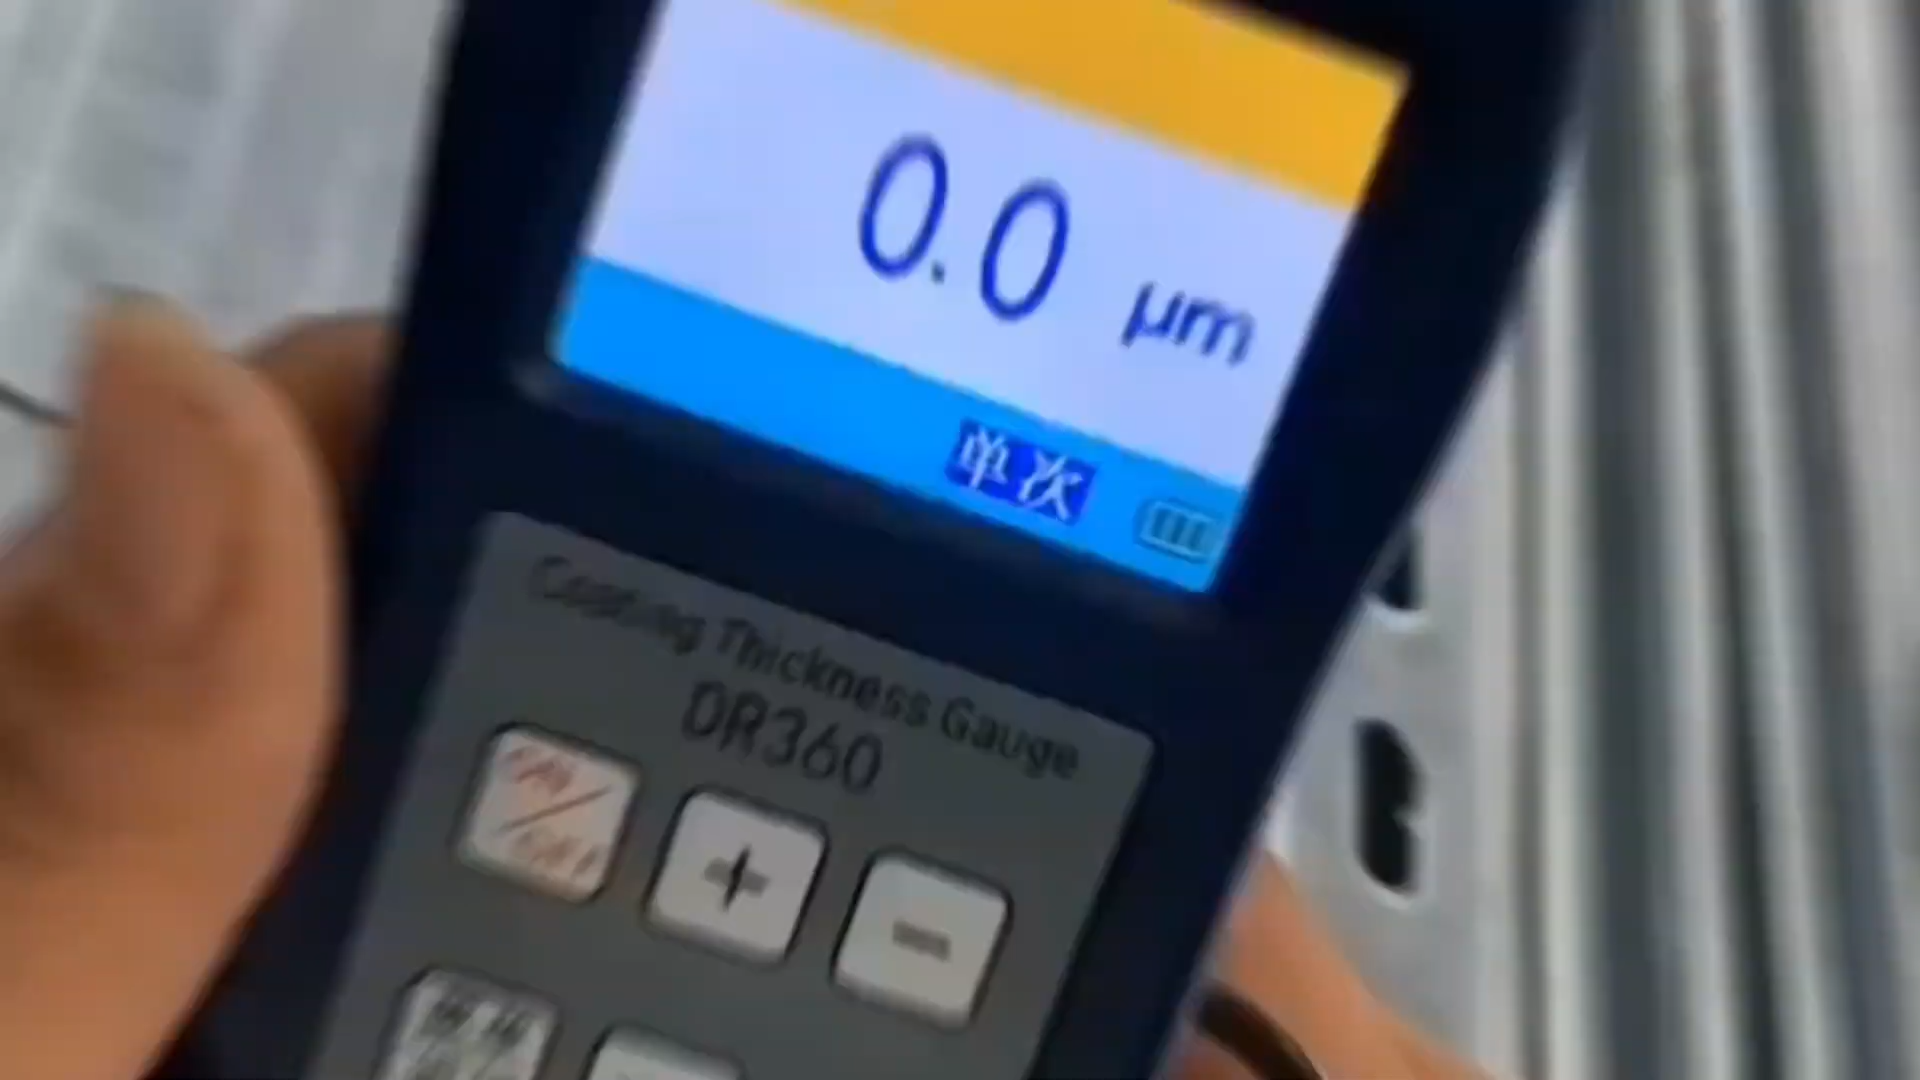 0.0 μm
单次
Coating Thickness Gauge
DR360
+
−